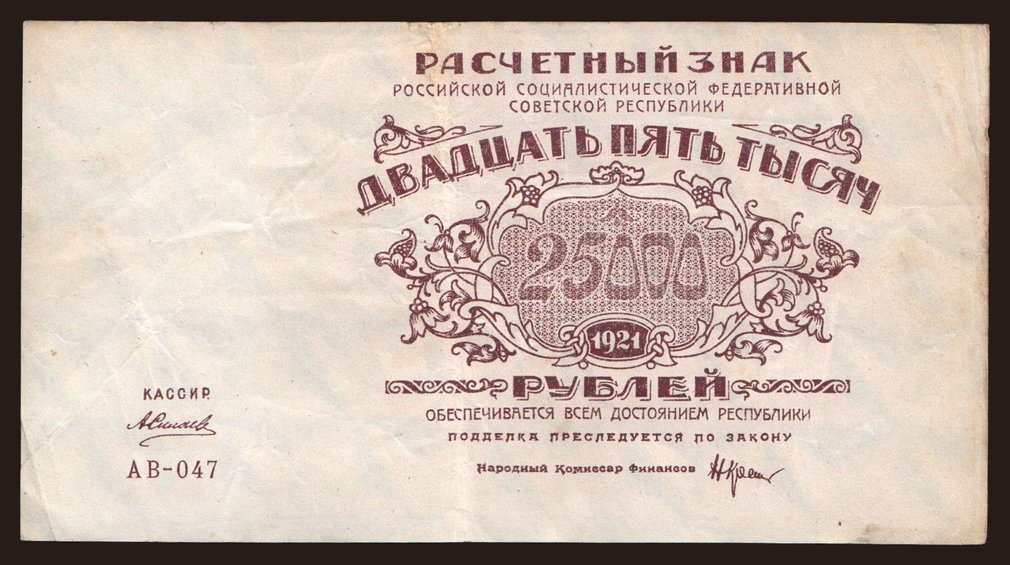 РАСЧЕТНЫЙ ЗНАК
РОССИЙСКОЙ СОЦИАЛИСТИЧЕСКОЙ ФЕДЕРАТИВНОЙ
СОВЕТСКОЙ РЕСПУБЛИКИ
ДВАДЦАТЬ ПЯТЬ ТЫСЯЧ
25000
1921
РУБЛЕЙ
ОБЕСПЕЧИВАЕТСЯ ВСЕМ ДОСТОЯНИЕМ РЕСПУБЛИКИ
ПОДДЕЛКА ПРЕСЛЕДУЕТСЯ ПО ЗАКОНУ
Народный Комиссар Финансов
КАССИР
АВ-047